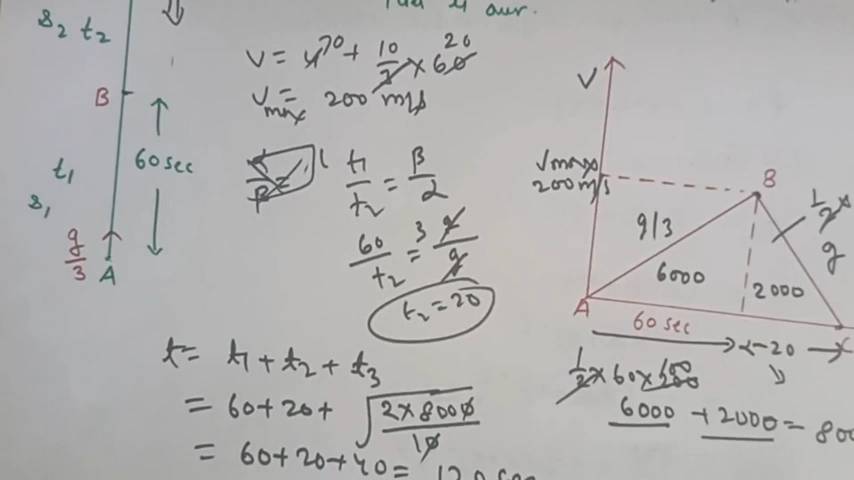 s₂ t₂
B
60 sec
t₁
s₁
g/3
A
V = u⁰ + 10/3 × 60 20
Vmax = 200 m/s
t₁/t₂ = β/α
60/t₂ = 3 g/g
t₂ = 20
t = t₁ + t₂ + t₃
= 60 + 20 + √(2 × 8000/10)
= 60 + 20 + 40 =
V
Vmax
200 m/s
B
g/3
g
6000
2000
A
60 sec
20
1/2 × 60 × 200
6000 + 2000 =